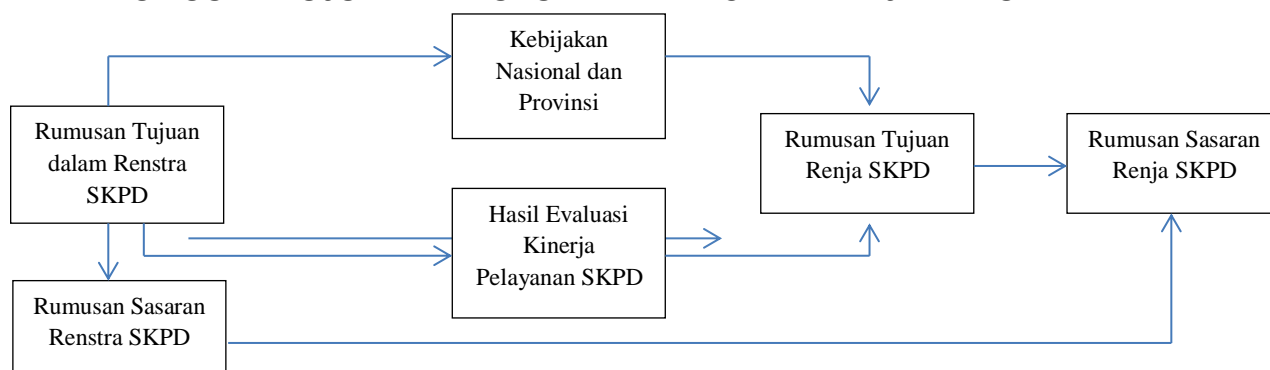 Kebijakan
Nasional dan
Provinsi
Rumusan Tujuan
dalam Renstra
SKPD
Rumusan Tujuan
Renja SKPD
Rumusan Sasaran
Renja SKPD
Hasil Evaluasi
Kinerja
Pelayanan SKPD
Rumusan Sasaran
Renstra SKPD